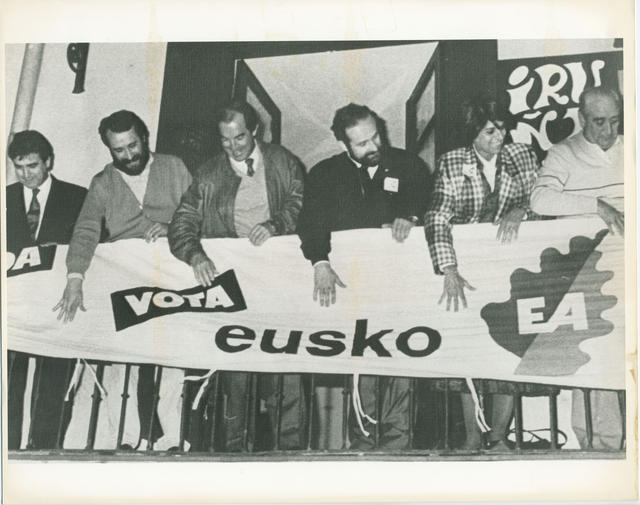 IRU
Ñ
DA
VOTA
eusko
EA